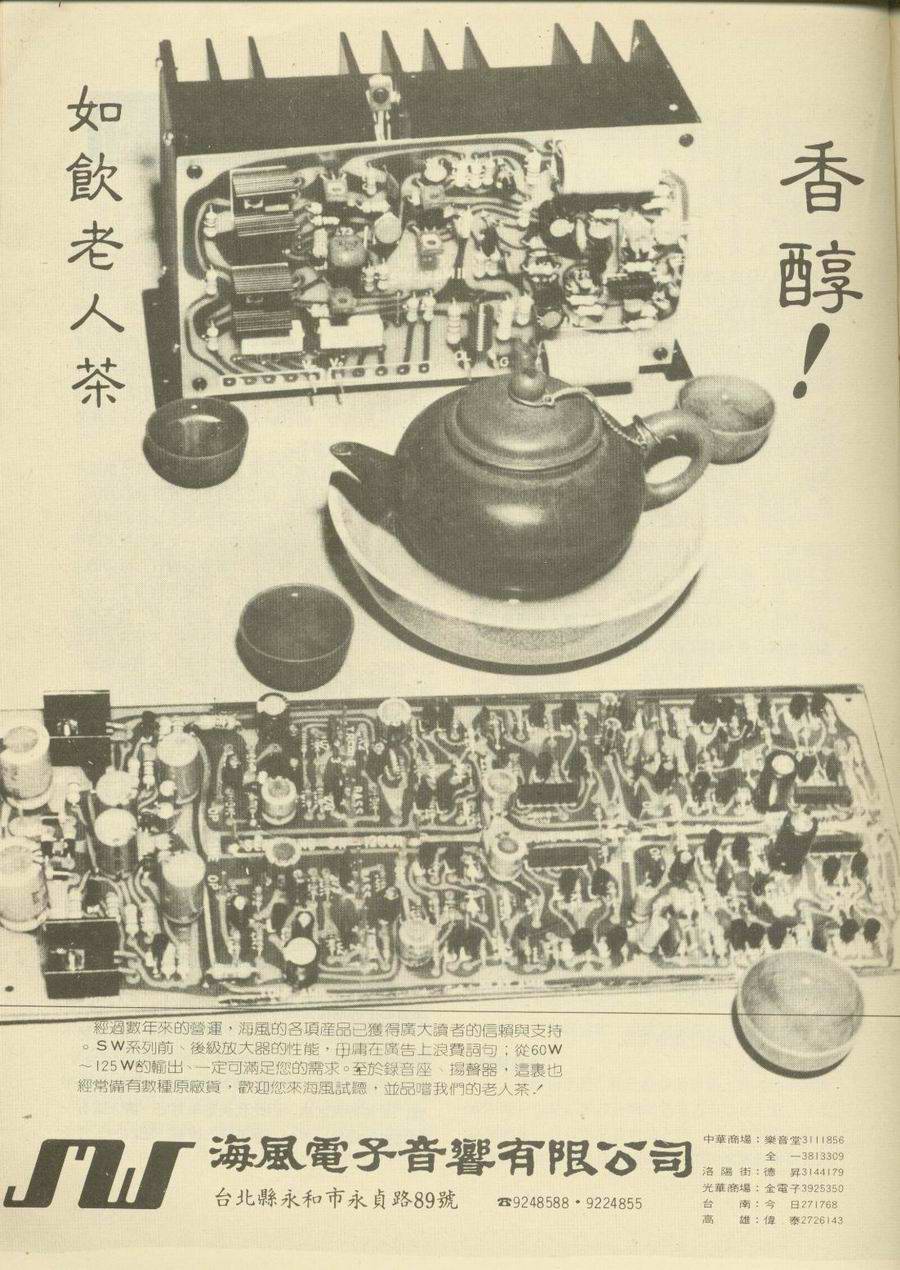 香醇！
如飲老人茶
經過數年來的營運，海風的各項產品已獲得廣大讀者的信賴與支持
。SW系列前、後級放大器的性能，毋庸在廣告上浪費詞句；從60W
～125W的輸出、一定可滿足您的需求。至於錄音座、揚聲器，這裏也
經常備有數種原廠貨，歡迎您來海風試聽，並品嚐我們的老人茶！
海風電子音響有限公司
台北縣永和市永貞路89號 ☎9248588・9224855
中華商場：樂音堂3111856
全 一3813309
洛陽街：德 昇3144179
光華商場：金電子3925350
台 南：今 日271768
高 雄：偉 泰2726143